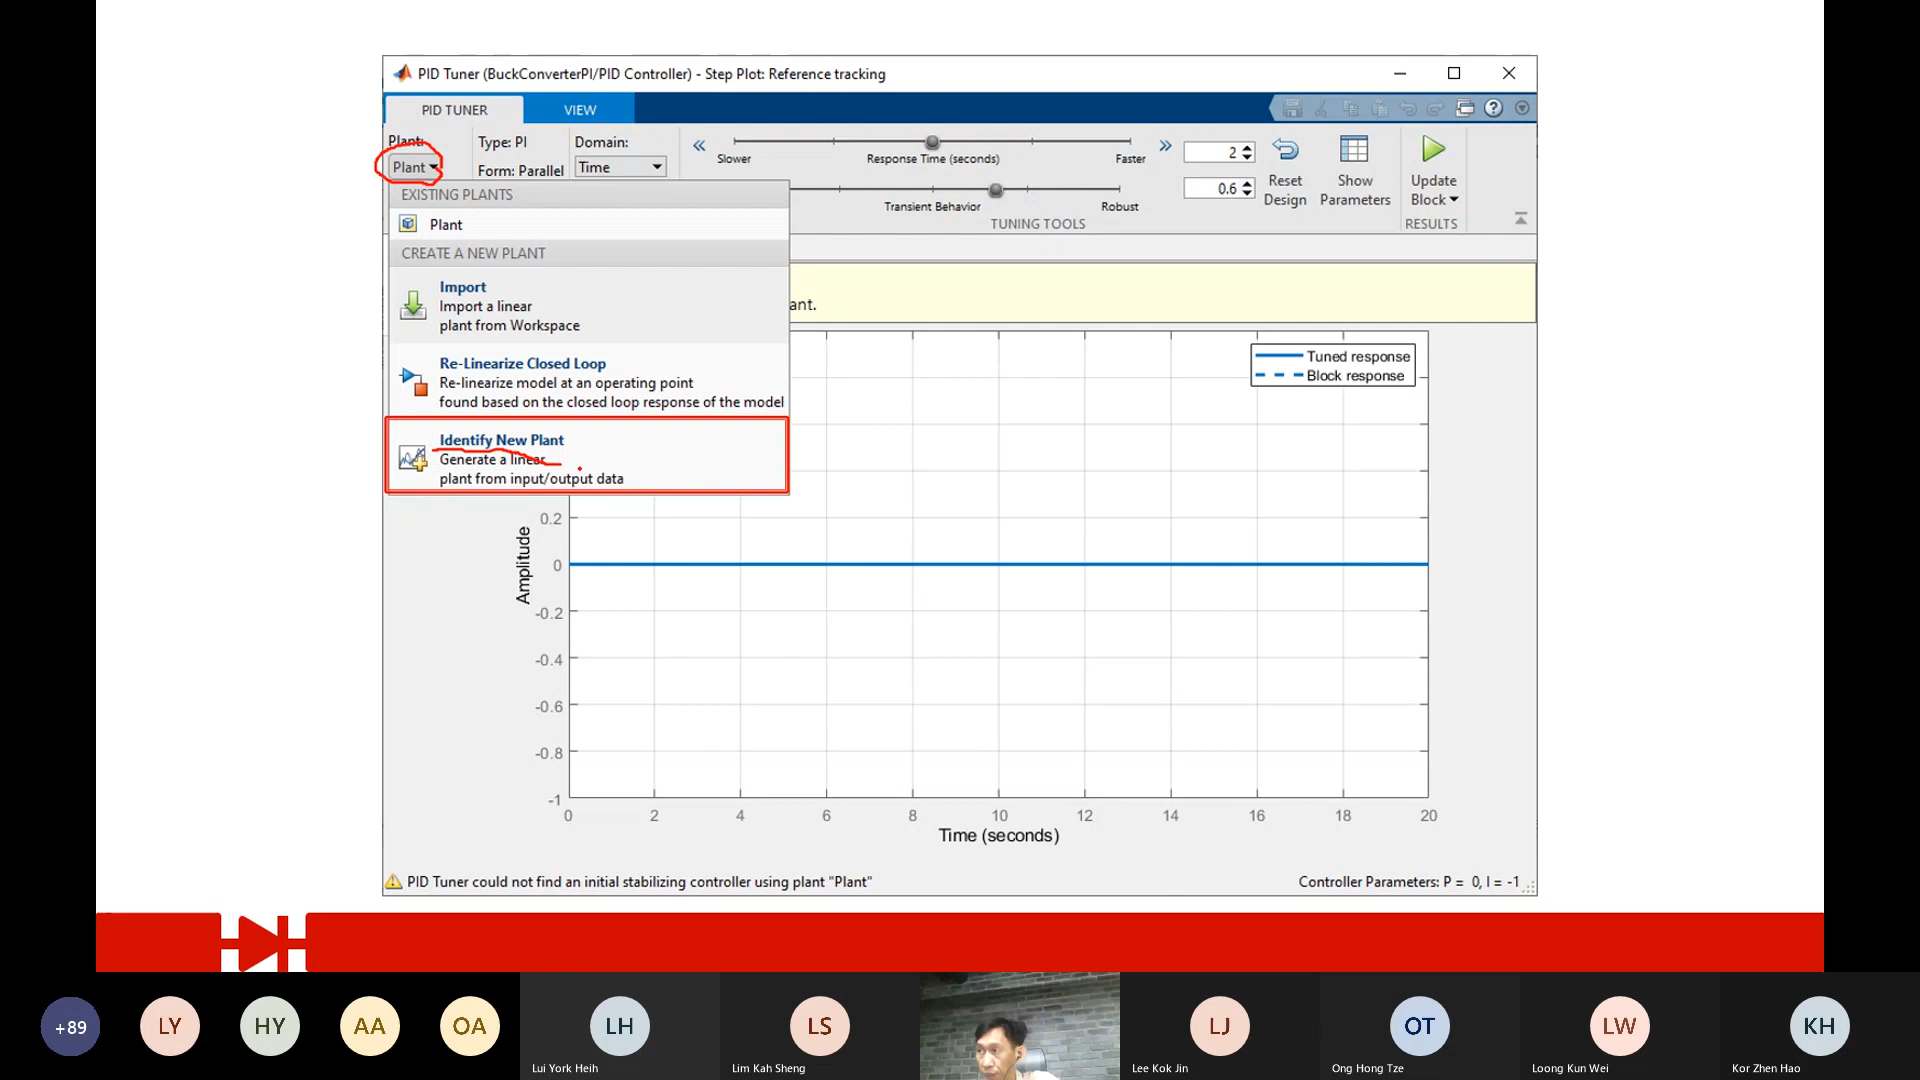 PID Tuner (BuckConverterPI/PID Controller) - Step Plot: Reference tracking
PID TUNER
VIEW
Plant:
Plant
Type: PI
Form: Parallel
Domain:
Time
Slower
Response Time (seconds)
Faster
2
Transient Behavior
Robust
0.6
Reset
Design
Show
Parameters
Update
Block
TUNING TOOLS
RESULTS
EXISTING PLANTS
Plant
CREATE A NEW PLANT
Import
Import a linear
plant from Workspace
Re-Linearize Closed Loop
Re-linearize model at an operating point
found based on the closed loop response of the model
Identify New Plant
Generate a linear
plant from input/output data
ant.
Tuned response
Block response
0.2
0
-0.2
-0.4
-0.6
-0.8
-1
Amplitude
0 2 4 6 8 10 12 14 16 18 20
Time (seconds)
PID Tuner could not find an initial stabilizing controller using plant "Plant"
Controller Parameters: P = 0, I = -1
+89
LY
HY
AA
OA
LH
Lui York Heih
LS
Lim Kah Sheng
LJ
Lee Kok Jin
OT
Ong Hong Tze
LW
Loong Kun Wei
KH
Kor Zhen Hao